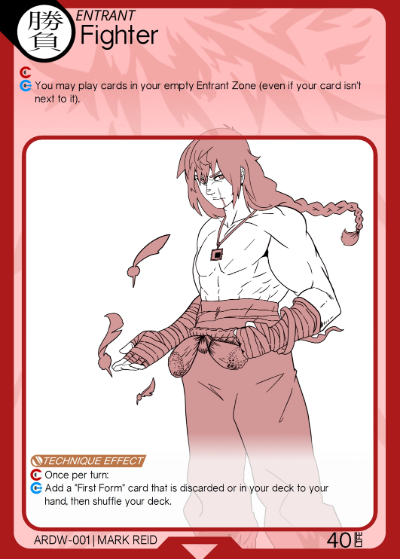 勝負
ENTRANT
Fighter
C
C You may play cards in your empty Entrant Zone (even if your card isn't
next to it).
TECHNIQUE EFFECT
C Once per turn:
C Add a "First Form" card that is discarded or in your deck to your
hand, then shuffle your deck.
ARDW-001| MARK REID
40 LIFE